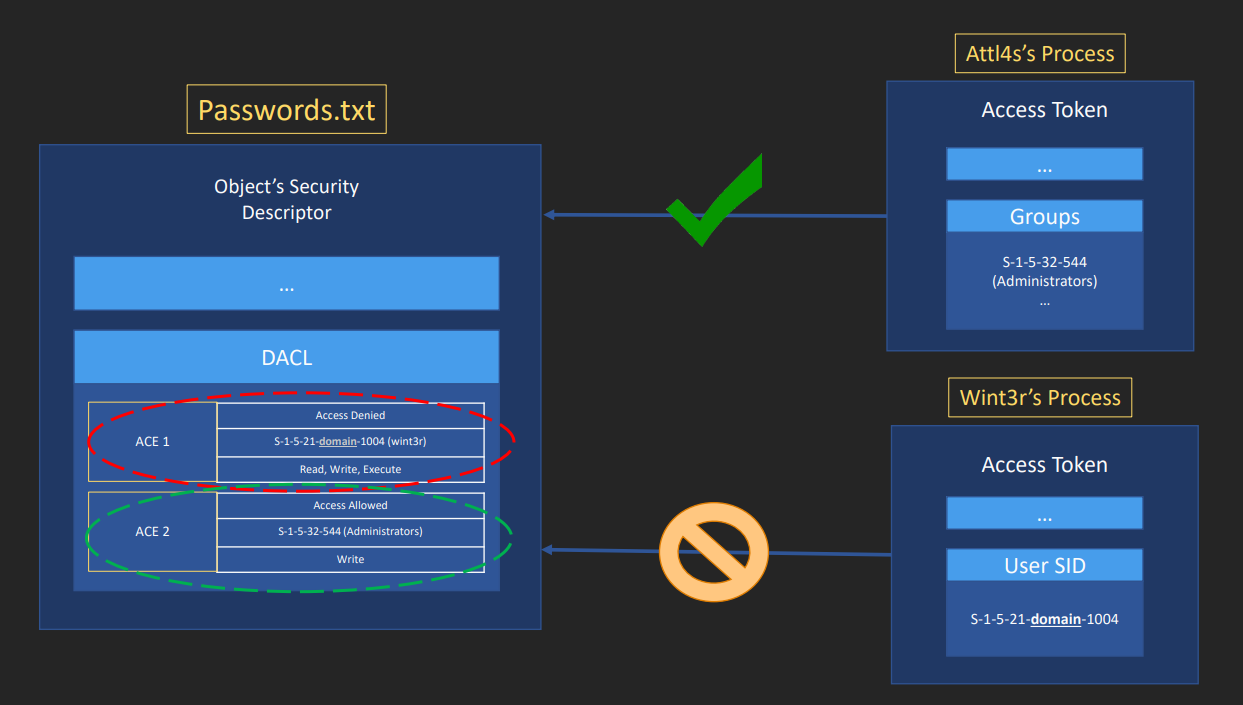 Passwords.txt
Object's Security
Descriptor
...
DACL
ACE 1
Access Denied
S-1-5-21-domain-1004 (wint3r)
Read, Write, Execute
ACE 2
Access Allowed
S-1-5-32-544 (Administrators)
Write
Attl4s's Process
Access Token
...
Groups
S-1-5-32-544
(Administrators)
...
Wint3r's Process
Access Token
...
User SID
S-1-5-21-domain-1004